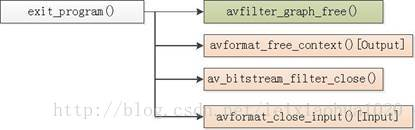 exit_program()
avfilter_graph_free()
avformat_free_context()[Output]
av_bitstream_filter_close()
avformat_close_input()[Input]